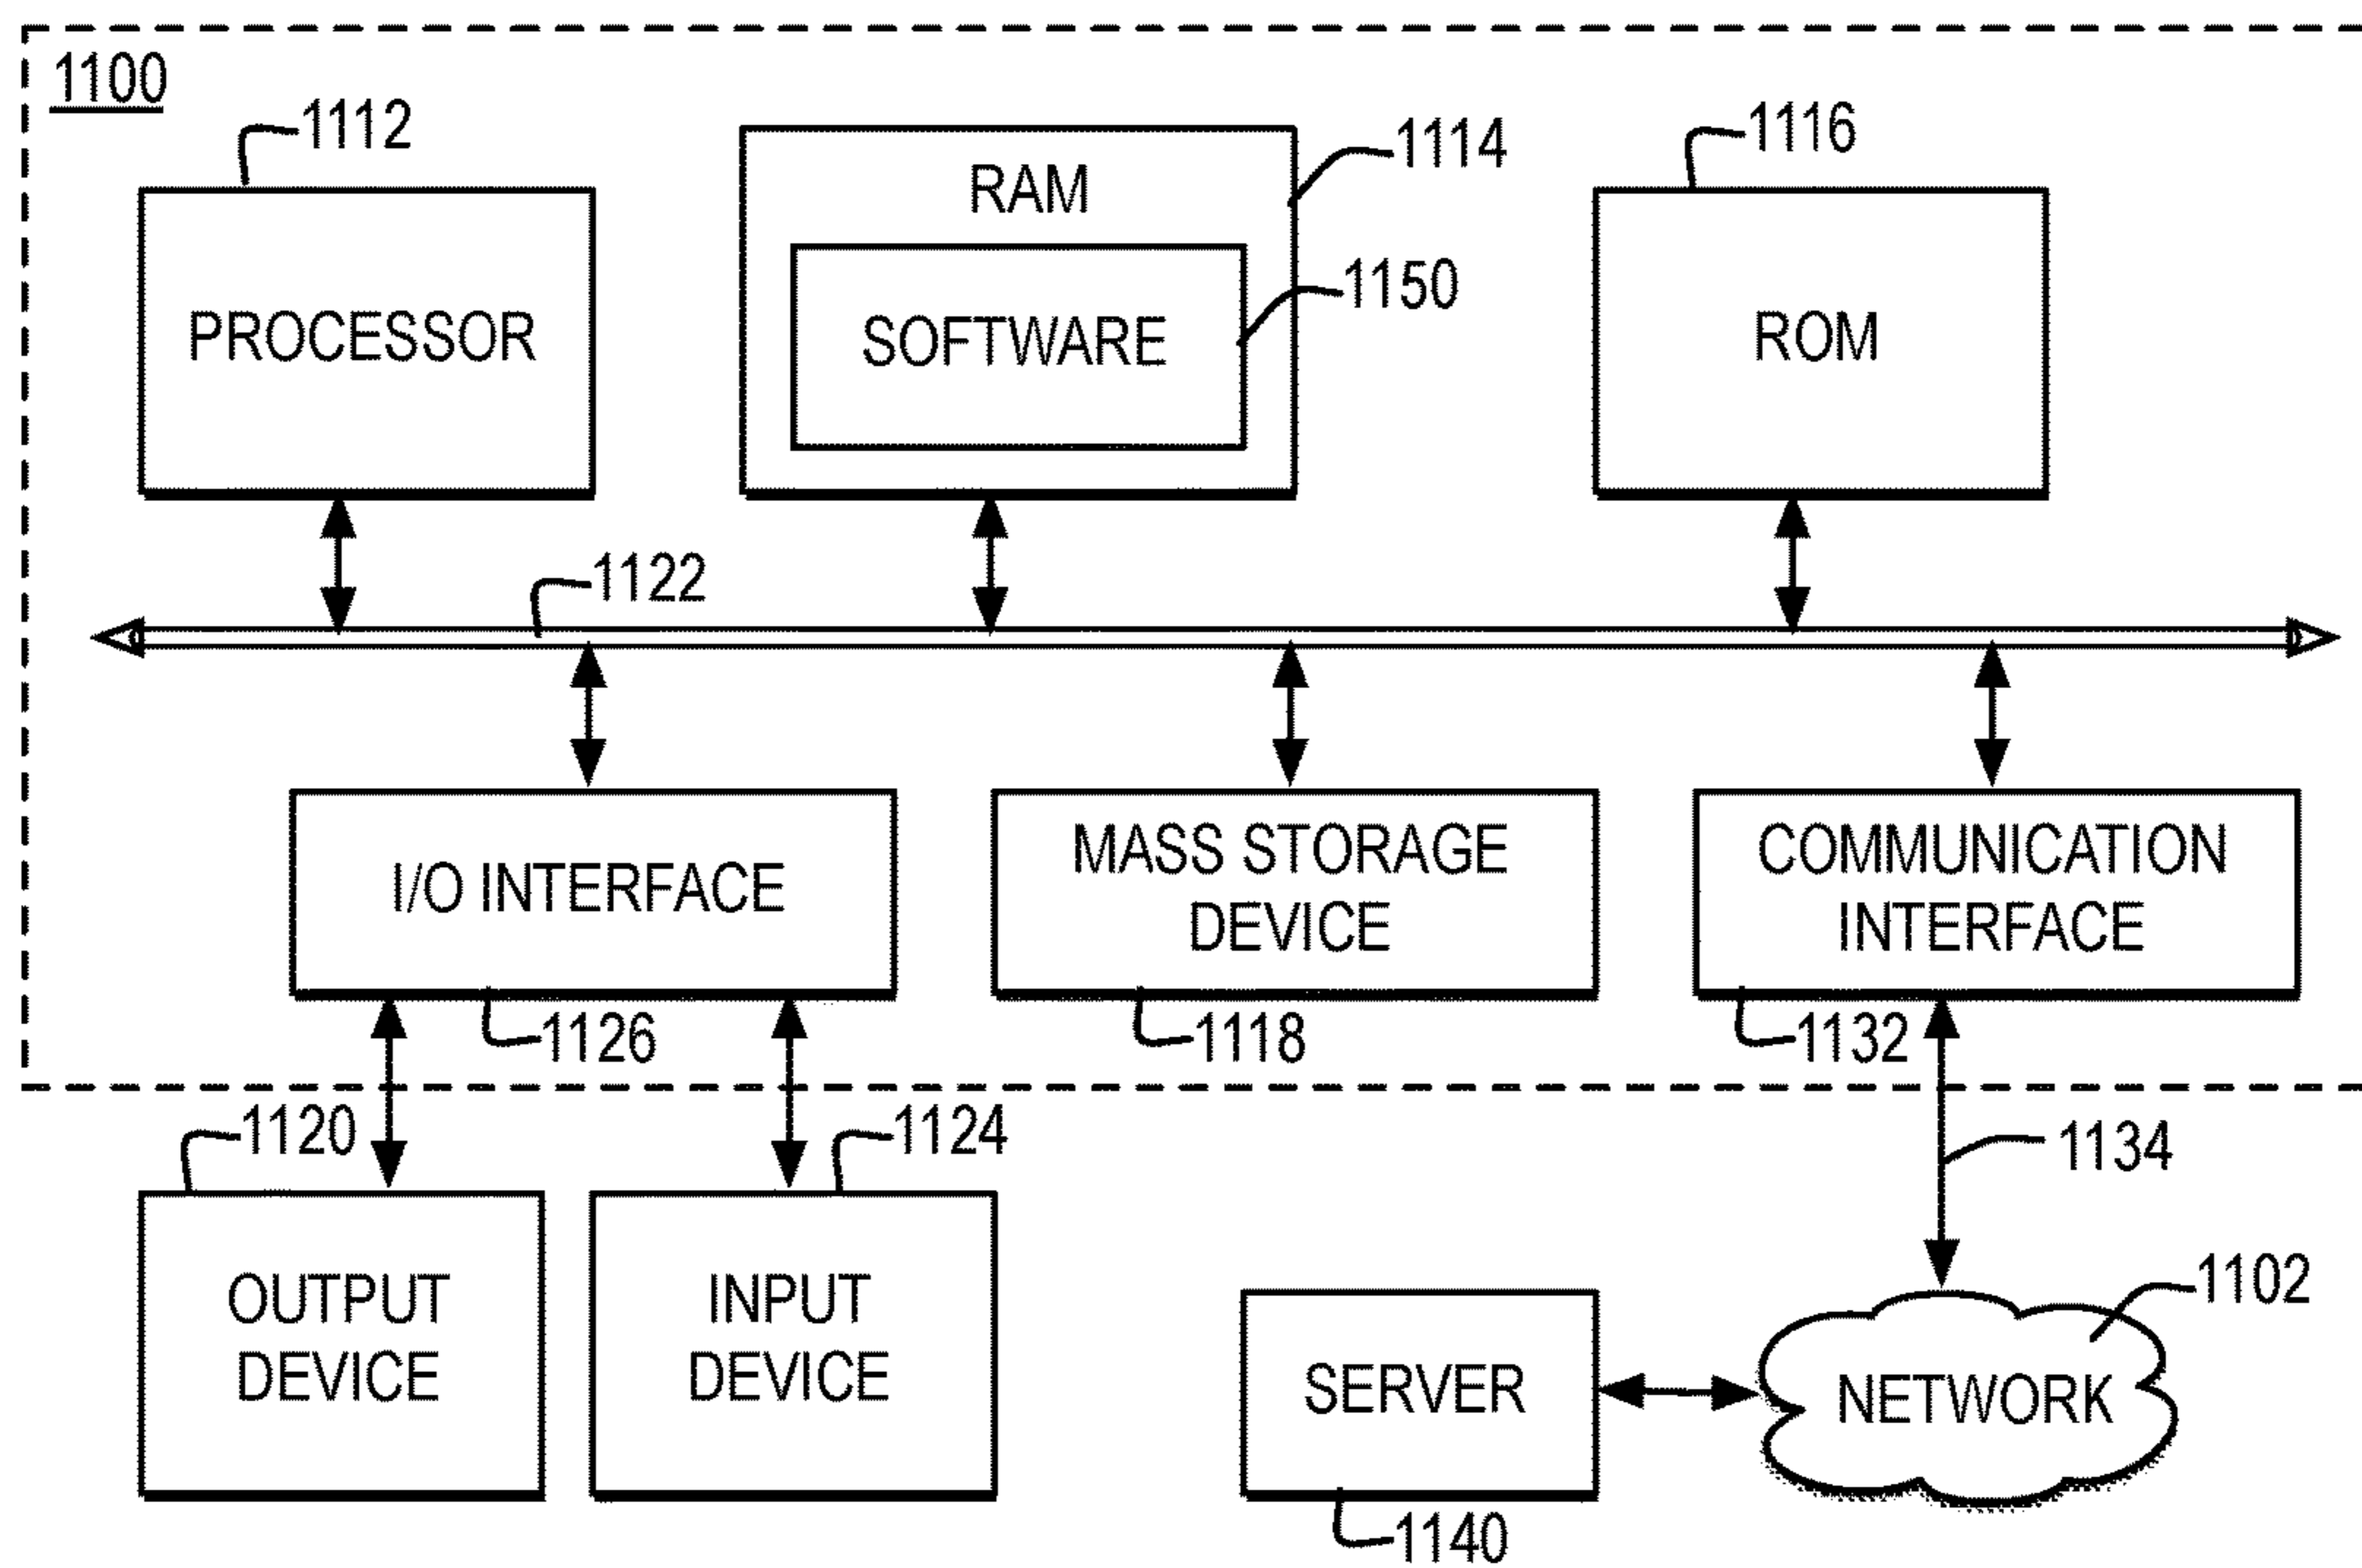 1100
1112
1114
1116
RAM
PROCESSOR
SOFTWARE
1150
ROM
1122
I/O INTERFACE
MASS STORAGE
DEVICE
COMMUNICATION
INTERFACE
1126
1118
1132
1120
1124
1134
OUTPUT
DEVICE
INPUT
DEVICE
SERVER
NETWORK
1102
1140